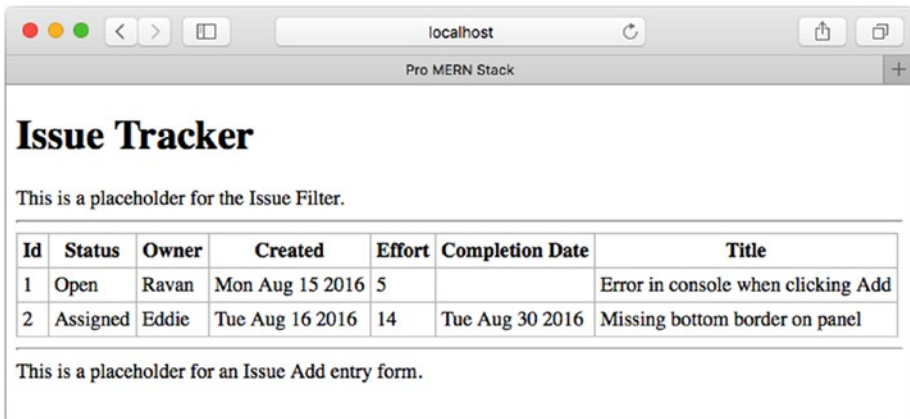 localhost
Pro MERN Stack
Issue Tracker
This is a placeholder for the Issue Filter.
Id Status Owner Created Effort Completion Date Title
1 Open Ravan Mon Aug 15 2016 5 Error in console when clicking Add
2 Assigned Eddie Tue Aug 16 2016 14 Tue Aug 30 2016 Missing bottom border on panel
This is a placeholder for an Issue Add entry form.